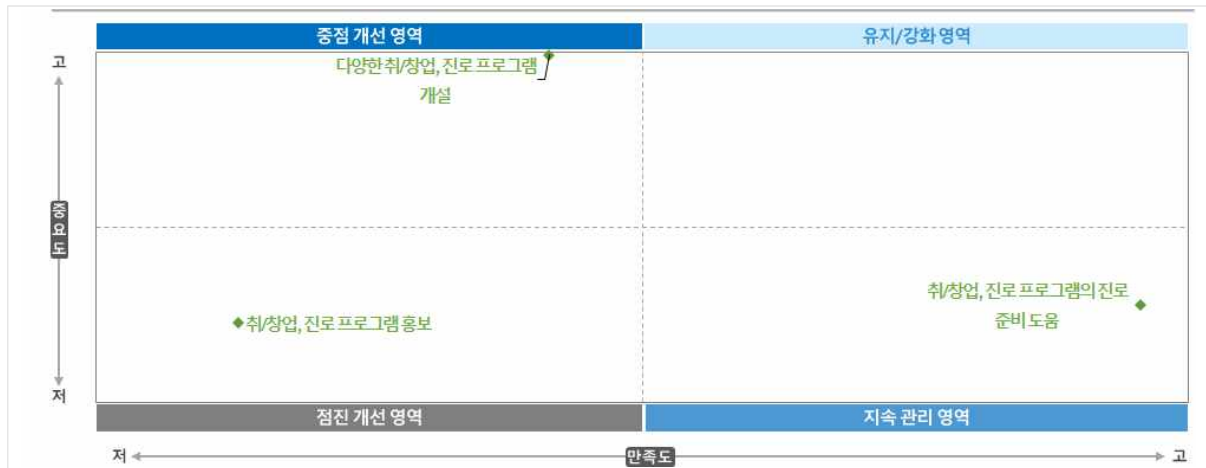 중점 개선 영역
유지/강화 영역
고
다양한 취/창업, 진로 프로그램
개설
중요도
취/창업, 진로 프로그램의 진로
준비 도움
취/창업, 진로 프로그램 홍보
저
점진 개선 영역
지속 관리 영역
저
만족도
고